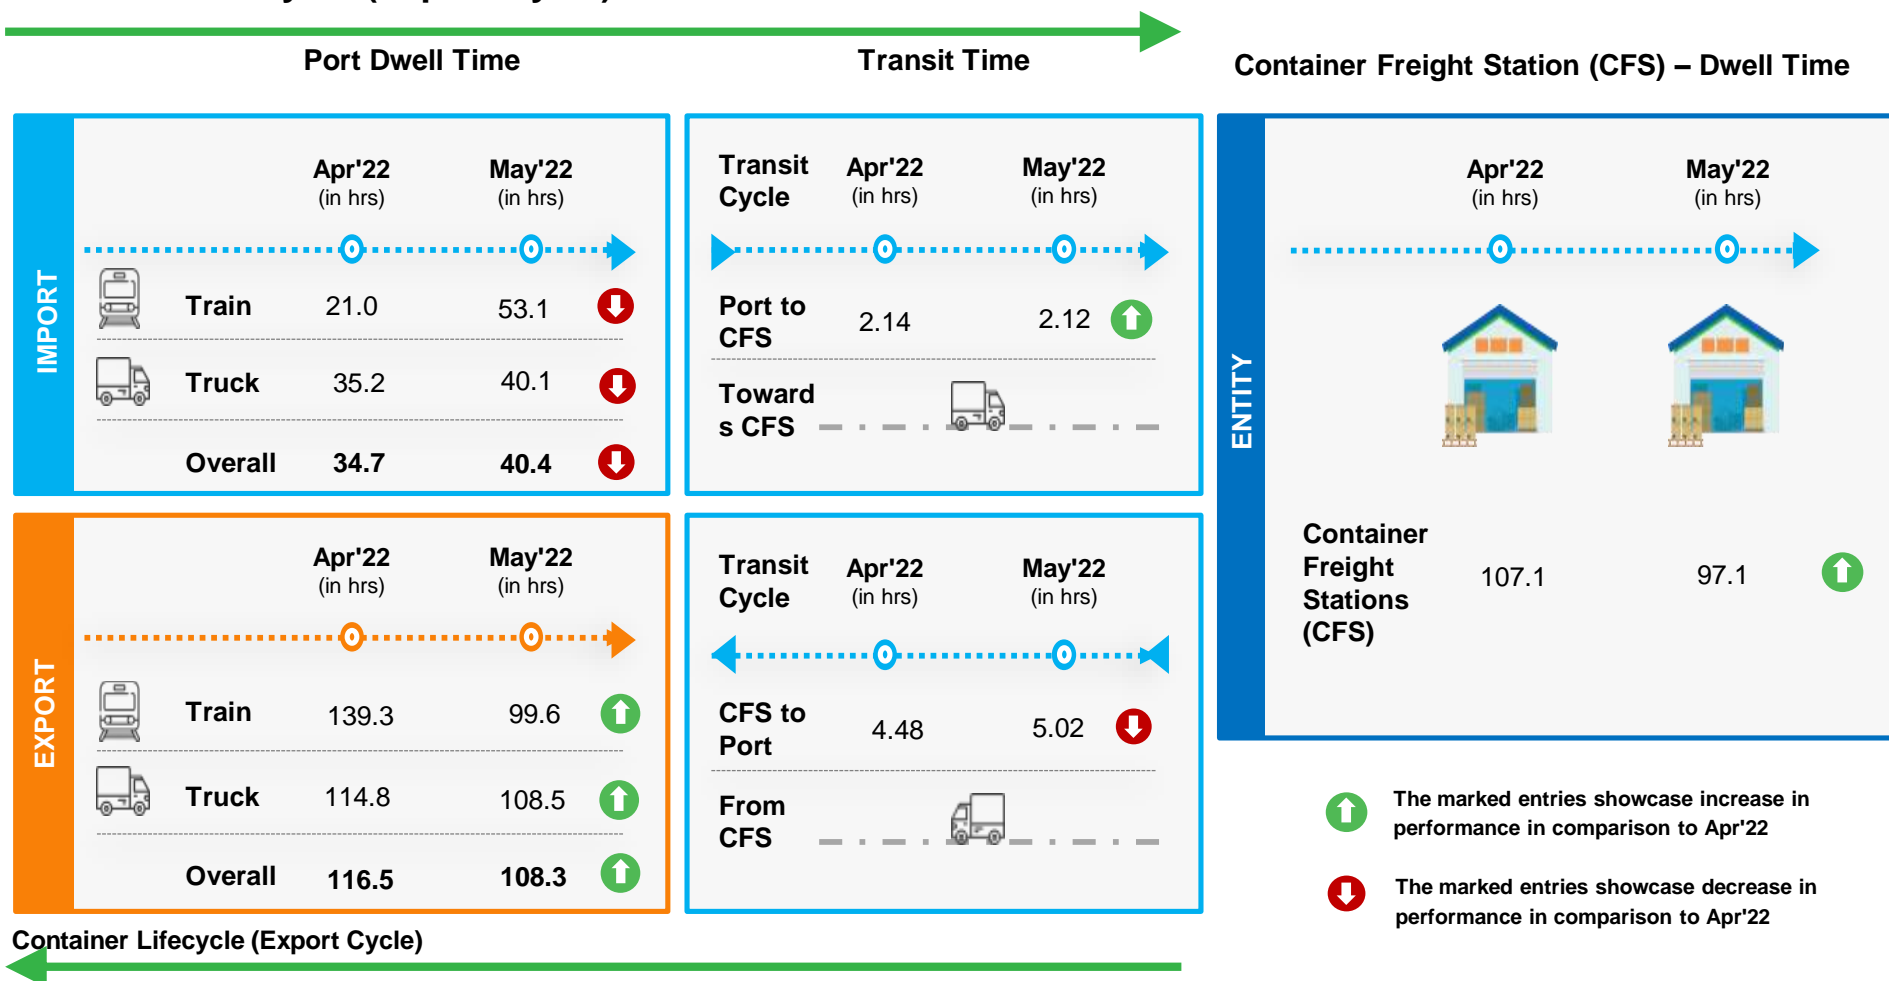 Port Dwell Time
Transit Time
Container Freight Station (CFS) – Dwell Time
IMPORT
Apr'22
(in hrs)
May'22
(in hrs)
Train
21.0
53.1
Truck
35.2
40.1
Overall
34.7
40.4
Transit
Cycle
Apr'22
(in hrs)
May'22
(in hrs)
Port to
CFS
2.14
2.12
Toward
s CFS
ENTITY
Apr'22
(in hrs)
May'22
(in hrs)
Container
Freight
Stations
(CFS)
107.1
97.1
EXPORT
Apr'22
(in hrs)
May'22
(in hrs)
Train
139.3
99.6
Truck
114.8
108.5
Overall
116.5
108.3
Transit
Cycle
Apr'22
(in hrs)
May'22
(in hrs)
CFS to
Port
4.48
5.02
From
CFS
The marked entries showcase increase in
performance in comparison to Apr'22
The marked entries showcase decrease in
performance in comparison to Apr'22
Container Lifecycle (Export Cycle)